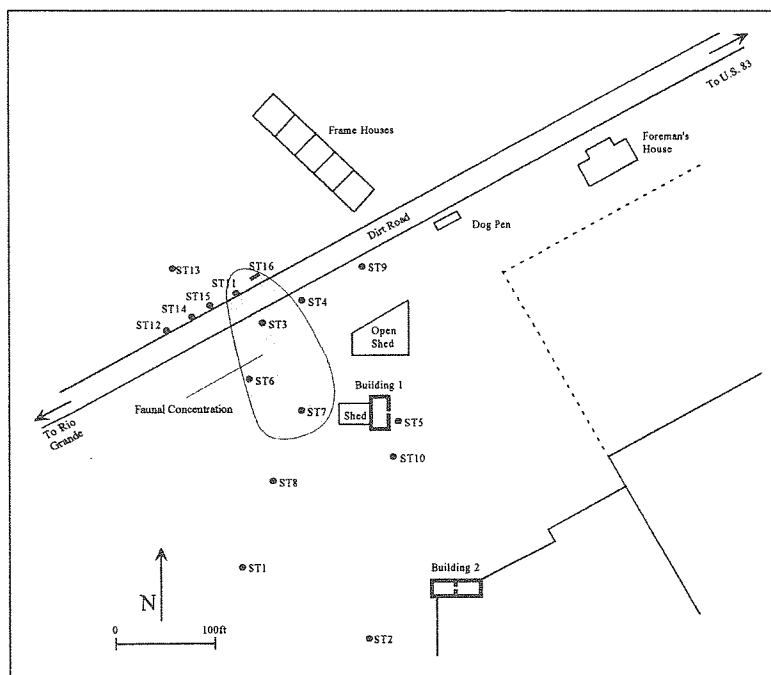 To U.S. 83
Frame Houses
Foreman's
House
Dirt Road
Dog Pen
ST13
ST16
ST9
ST11
ST15
ST4
ST14
ST12
ST3
Open
Shed
ST6
Building 1
Faunal Concentration
ST7
Shed
ST5
To Rio
Grande
ST10
ST8
ST1
Building 2
N
0
100ft
ST2